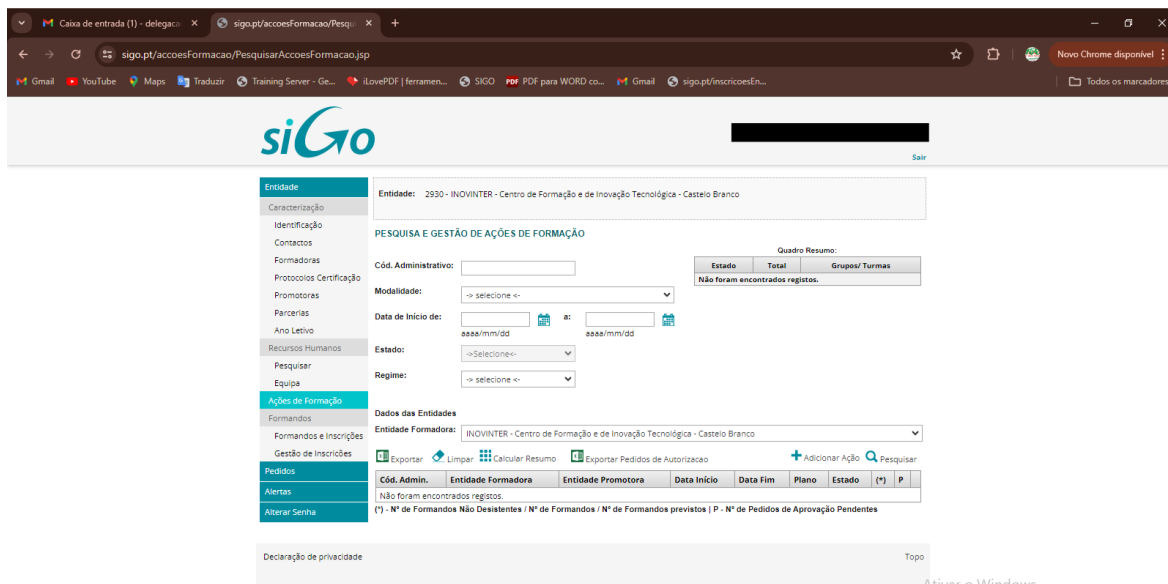 Caixa de entrada (1) - delegaca
sigo.pt/accoesFormacao/Pesqui
sigo.pt/accoesFormacao/PesquisarAccoesFormacao.jsp
Novo Chrome disponível
Gmail YouTube Maps Traduzir Training Server - Ge... iLovePDF | ferramen... SIGO PDF para WORD co... Gmail sigo.pt/inscricoesEn... Todos os marcadores
siGo
Sair
Entidade
Caracterização
Identificação
Contactos
Formadoras
Protocolos Certificação
Promotoras
Parcerias
Ano Letivo
Recursos Humanos
Pesquisar
Equipa
Ações de Formação
Formandos
Formandos e Inscrições
Gestão de Inscrições
Pedidos
Alertas
Alterar Senha
Entidade: 2930 - INOVINTER - Centro de Formação e de Inovação Tecnológica - Castelo Branco
PESQUISA E GESTÃO DE AÇÕES DE FORMAÇÃO
Quadro Resumo:
Estado Total Grupos/ Turmas
Não foram encontrados registos.
Cód. Administrativo:
Modalidade: -> selecione <-
Data de Início de: a:
aaaa/mm/dd aaaa/mm/dd
Estado: ->Selecione<-
Regime: -> selecione <-
Dados das Entidades
Entidade Formadora: INOVINTER - Centro de Formação e de Inovação Tecnológica - Castelo Branco
Exportar Limpar Calcular Resumo Exportar Pedidos de Autorizacao Adicionar Ação Pesquisar
Cód. Admin. Entidade Formadora Entidade Promotora Data Início Data Fim Plano Estado (*) P
Não foram encontrados registos.
(*) - Nº de Formandos Não Desistentes / Nº de Formandos / Nº de Formandos previstos | P - Nº de Pedidos de Aprovação Pendentes
Declaração de privacidade Topo
Ativar o Windows